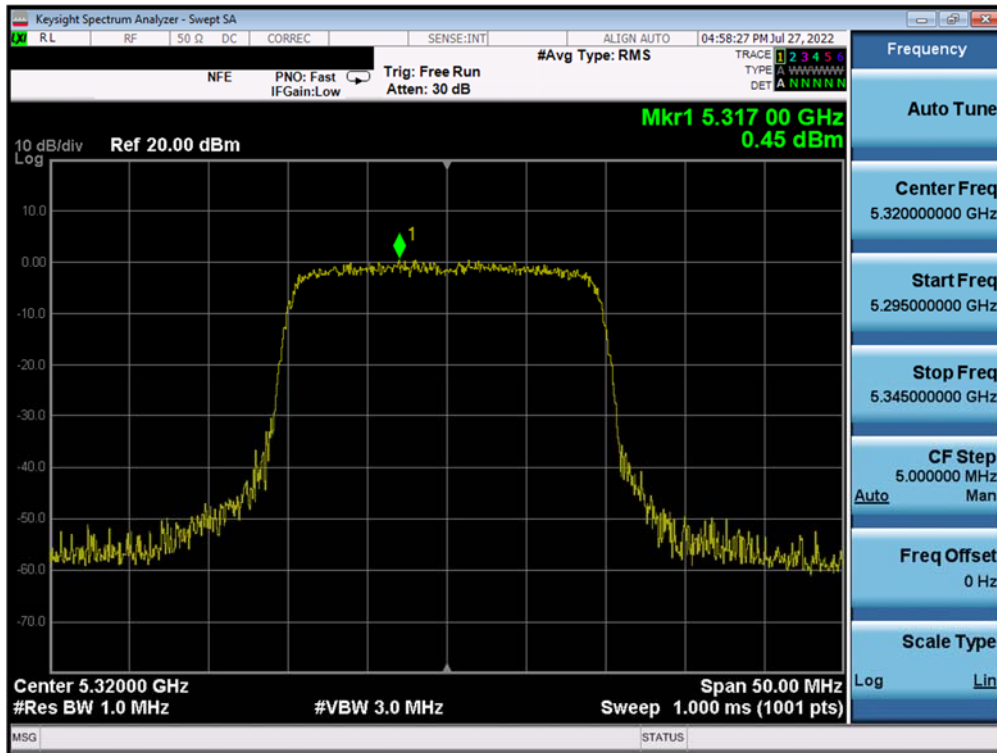 Keysight Spectrum Analyzer - Swept SA
LXI RL RF 50 Ω DC CORREC SENSE:INT ALIGN AUTO 04:58:27 PM Jul 27, 2022
Frequency
NFE PNO: Fast Trig: Free Run #Avg Type: RMS TRACE 1 2 3 4 5 6
IFGain:Low Atten: 30 dB TYPE A WWWWW
DET A N N N N N
Mkr1 5.317 00 GHz
0.45 dBm
10 dB/div Ref 20.00 dBm
Log
1
10.0
0.00
-10.0
-20.0
-30.0
-40.0
-50.0
-60.0
-70.0
Center 5.32000 GHz Span 50.00 MHz
#Res BW 1.0 MHz #VBW 3.0 MHz Sweep 1.000 ms (1001 pts)
MSG STATUS
Auto Tune
Center Freq
5.320000000 GHz
Start Freq
5.295000000 GHz
Stop Freq
5.345000000 GHz
CF Step
5.000000 MHz
Auto Man
Freq Offset
0 Hz
Scale Type
Log Lin